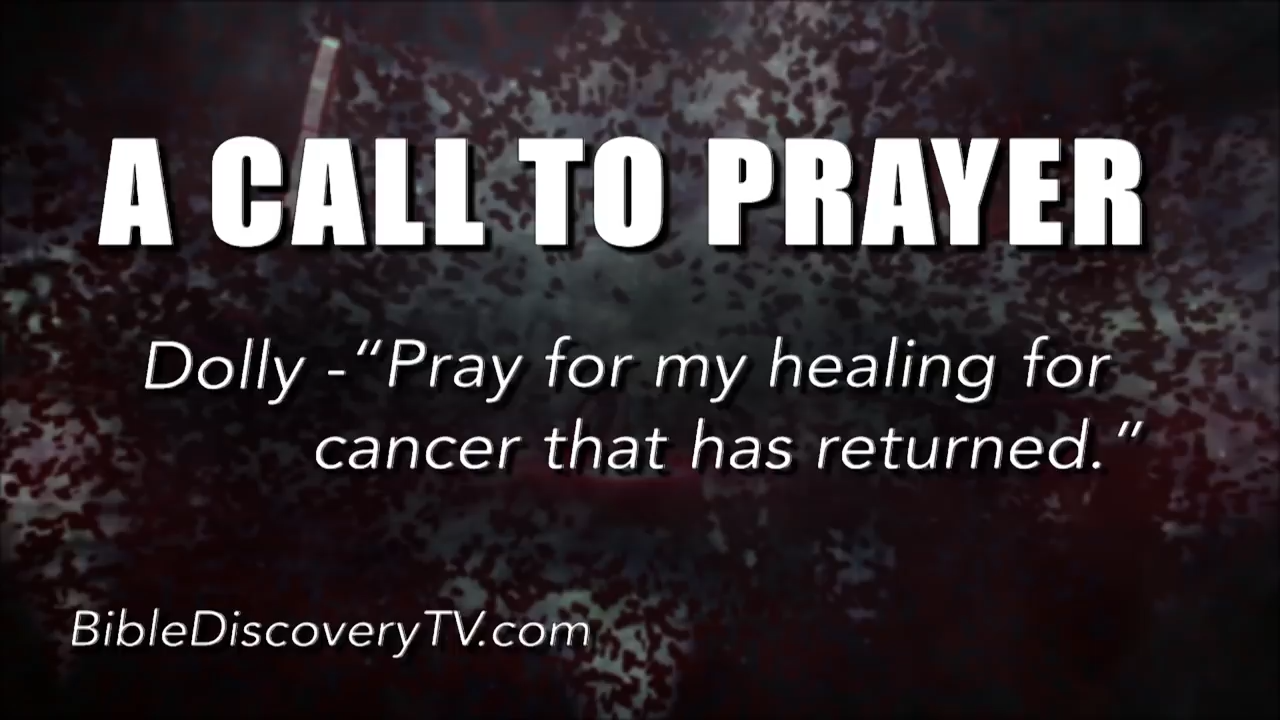 A CALL TO PRAYER
Dolly -“Pray for my healing for
cancer that has returned.”
BibleDiscoveryTV.com